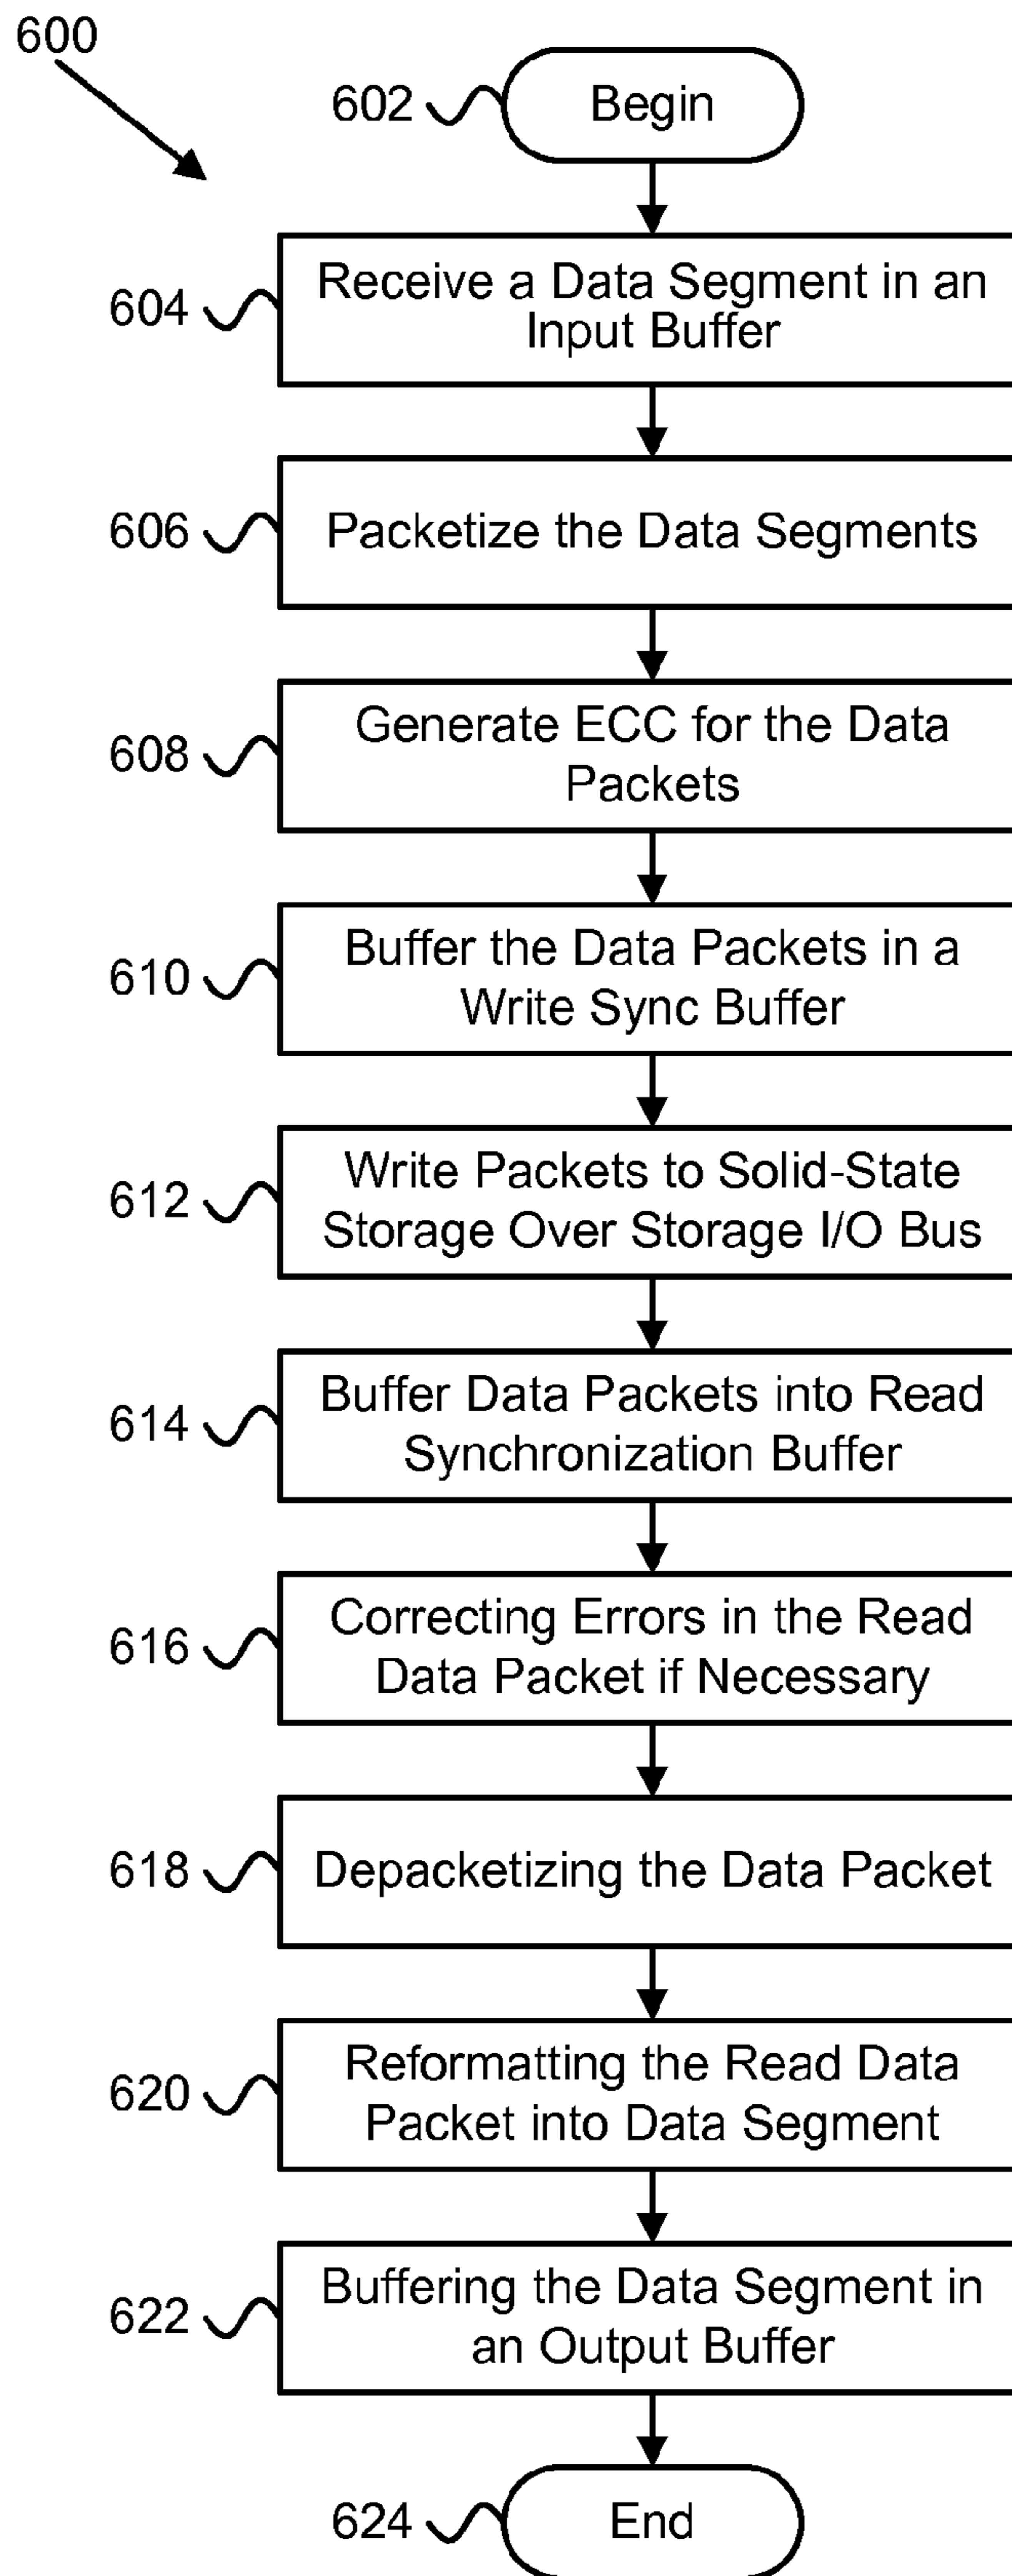 600
602
Begin
604
Receive a Data Segment in an
Input Buffer
606
Packetize the Data Segments
608
Generate ECC for the Data
Packets
610
Buffer the Data Packets in a
Write Sync Buffer
612
Write Packets to Solid-State
Storage Over Storage I/O Bus
614
Buffer Data Packets into Read
Synchronization Buffer
616
Correcting Errors in the Read
Data Packet if Necessary
618
Depacketizing the Data Packet
620
Reformatting the Read Data
Packet into Data Segment
622
Buffering the Data Segment in
an Output Buffer
624
End